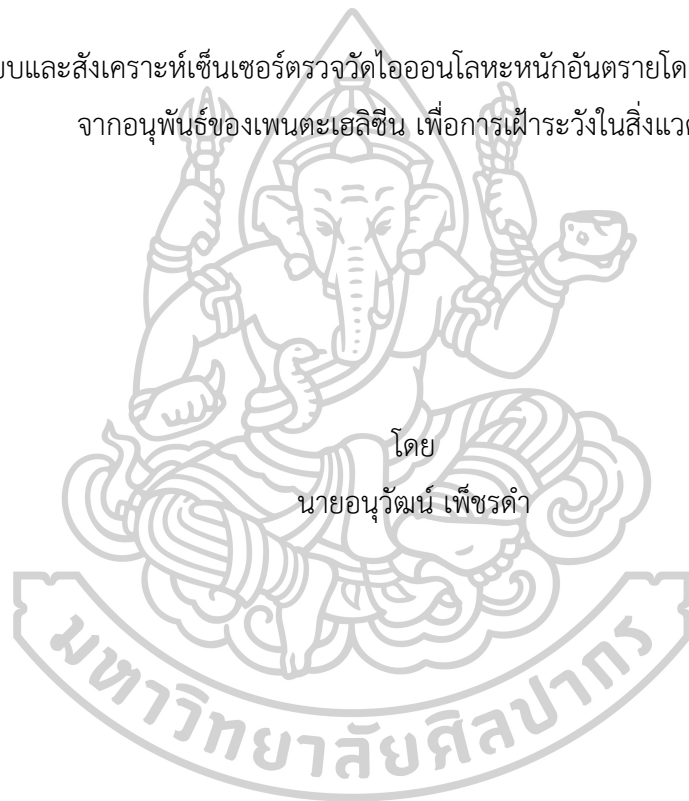 และสังเคราะห์เซ็นเซอร์ตรวจวัดไอออนโลหะหนักอันตรายโด
จากอนุพันธ์ของเพนตะเฮลิซีน เพื่อการเฝ้าระวังในสิ่งแวด
โดย
นายอนุวัฒน์ เพ็ชรดำ
มหาวิทยาลัยศิลปากร